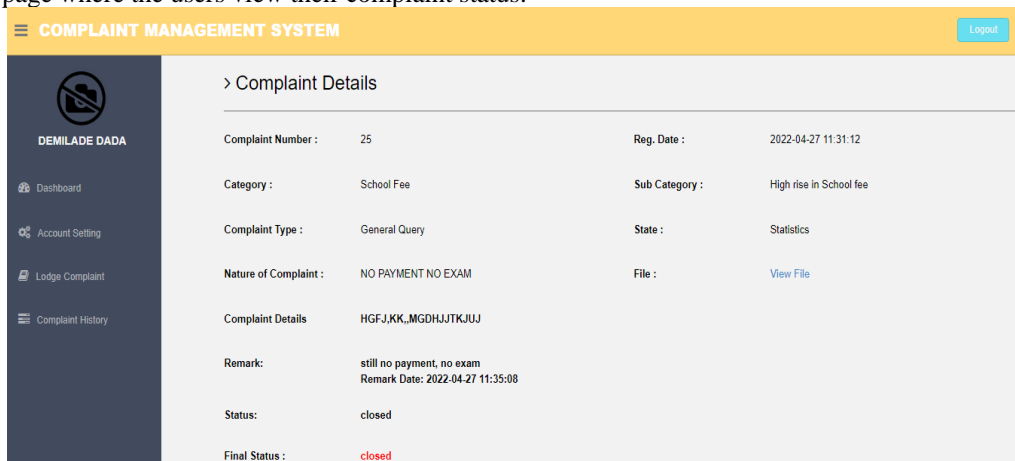 page where the users view their complaint status.
COMPLAINT MANAGEMENT SYSTEM
Logout
DEMILADE DADA
Dashboard
Account Setting
Lodge Complaint
Complaint History
> Complaint Details
Complaint Number : 25 Reg. Date : 2022-04-27 11:31:12
Category : School Fee Sub Category : High rise in School fee
Complaint Type : General Query State : Statistics
Nature of Complaint : NO PAYMENT NO EXAM File : View File
Complaint Details HGFJ,KK,,MGDHJJTKJUJ
Remark: still no payment, no exam
Remark Date: 2022-04-27 11:35:08
Status: closed
Final Status : closed